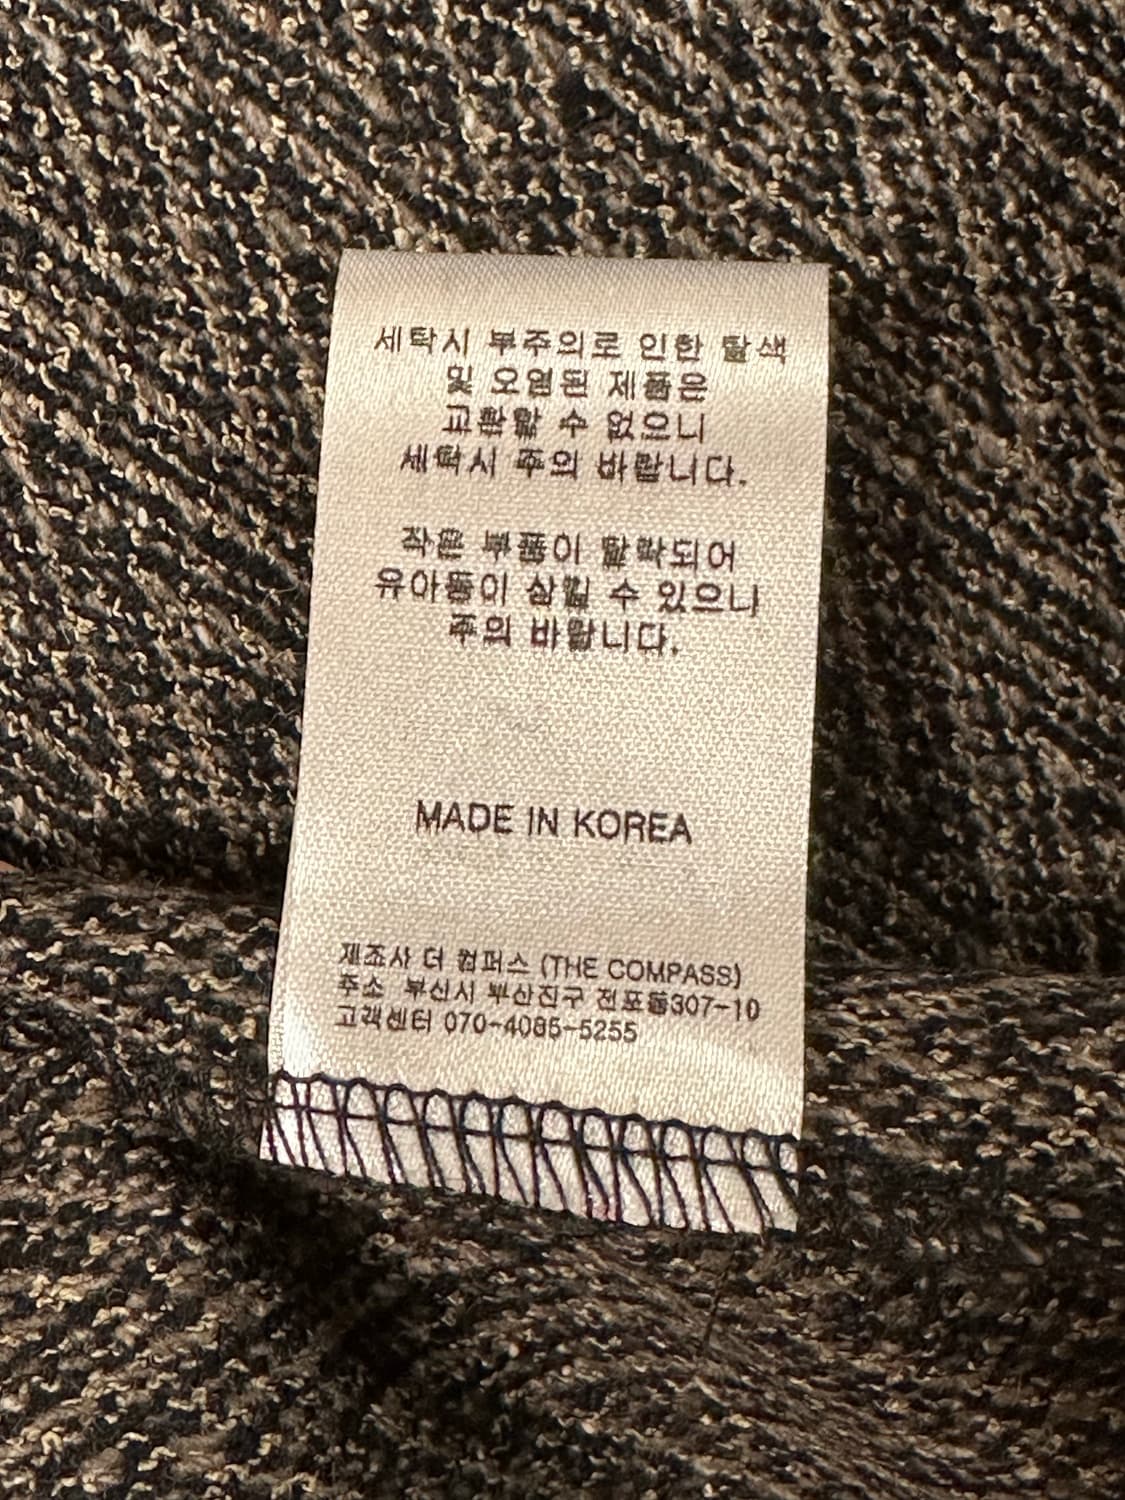 세탁시 부주의로 인한 탈색
및 오염된 제품은
교환할 수 없으니
세탁시 주의 바랍니다.
작은 부품이 탈락되어
유아들이 삼킬 수 있으니
주의 바랍니다.
MADE IN KOREA
제조사 더 컴퍼스 (THE COMPASS)
주소 부산시 부산진구 전포동307-10
고객센터 070-4085-5255